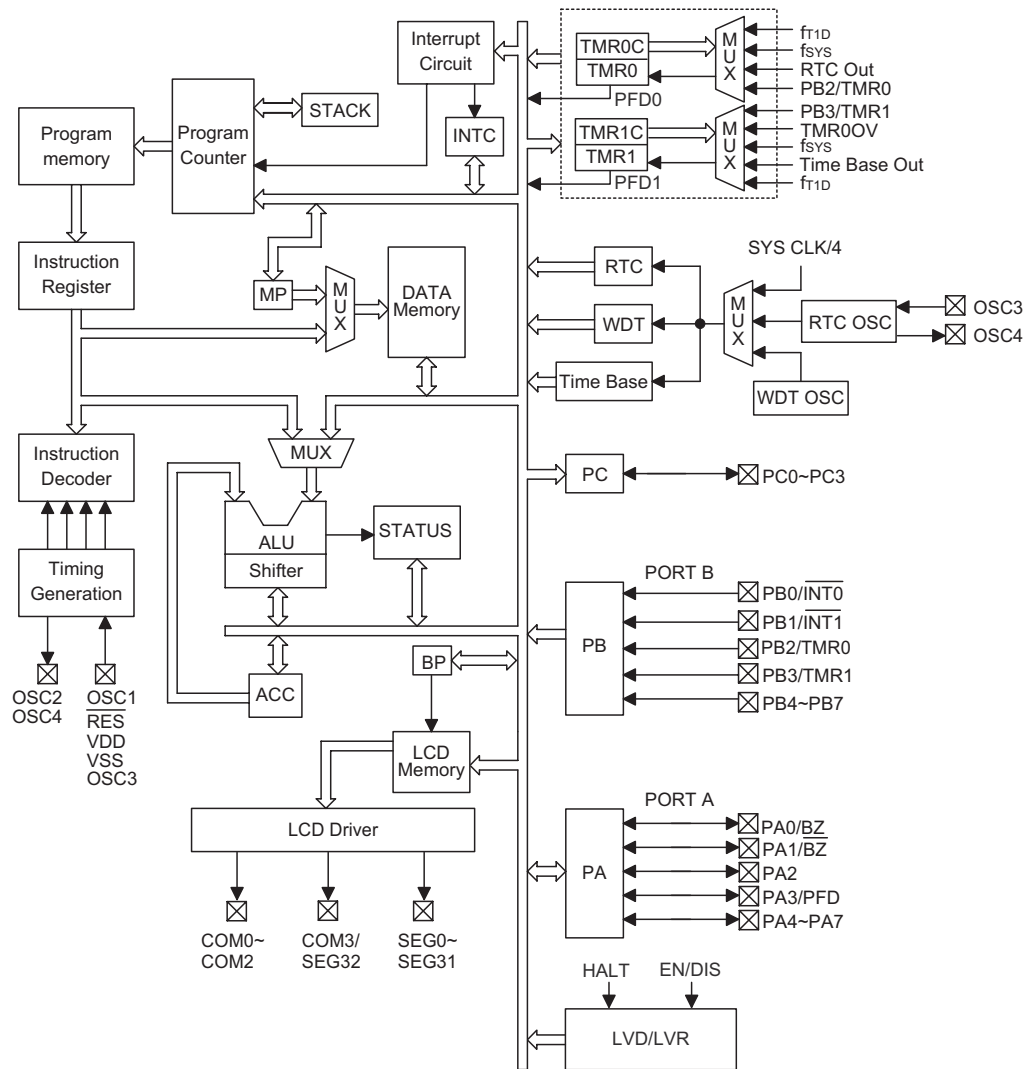 Interrupt
Circuit
TMR0C
TMR0
MUX
fT1D
fSYS
RTC Out
PB2/TMR0
PFD0
STACK
Program
memory
Program
Counter
INTC
TMR1C
TMR1
MUX
PB3/TMR1
TMR0OV
fSYS
Time Base Out
fT1D
PFD1
Instruction
Register
MP
MUX
DATA
Memory
RTC
WDT
Time Base
MUX
SYS CLK/4
RTC OSC
OSC3
OSC4
WDT OSC
Instruction
Decoder
MUX
PC
PC0~PC3
ALU
Shifter
STATUS
Timing
Generation
OSC2
OSC4
OSC1
RES
VDD
VSS
OSC3
PORT B
PB
PB0/INT0
PB1/INT1
PB2/TMR0
PB3/TMR1
PB4~PB7
BP
ACC
LCD
Memory
LCD Driver
COM0~
COM2
COM3/
SEG32
SEG0~
SEG31
PORT A
PA
PA0/BZ
PA1/BZ
PA2
PA3/PFD
PA4~PA7
HALT
EN/DIS
LVD/LVR